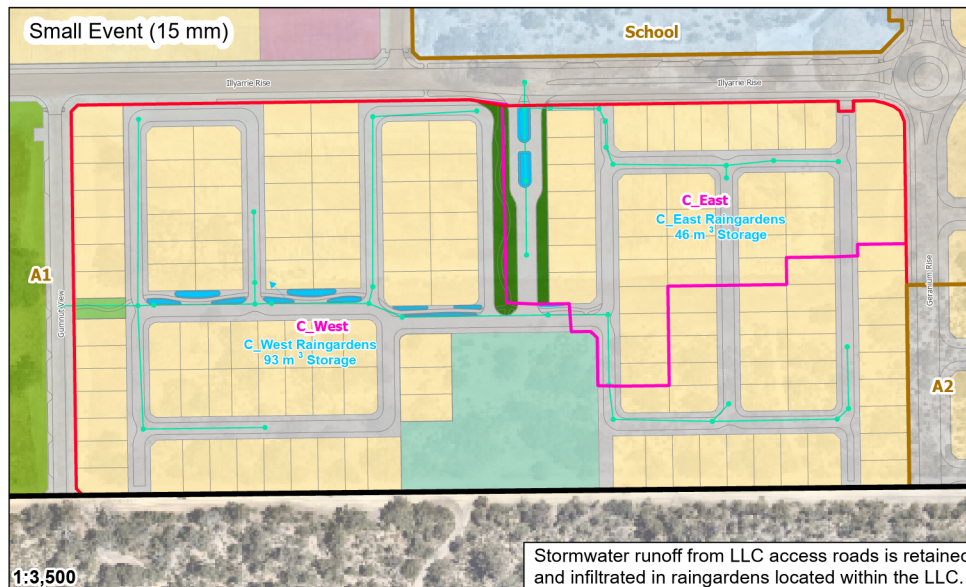 Small Event (15 mm)
School
Illyarrie Rise
Illyarrie Rise
C_East
C_East Raingardens
46 m³ Storage
A1
Gumnut View
Geranium Rise
C_West
C_West Raingardens
93 m³ Storage
A2
1:3,500
Stormwater runoff from LLC access roads is retained
and infiltrated in raingardens located within the LLC